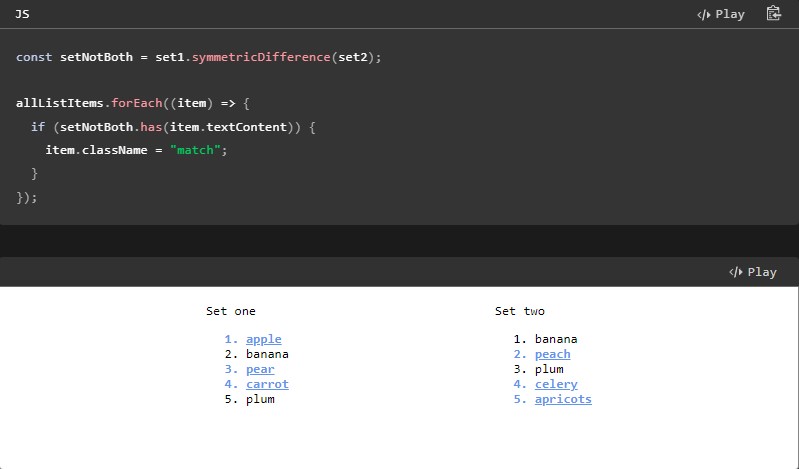 JS
</> Play
const setNotBoth = set1.symmetricDifference(set2);
allListItems.forEach((item) => {
if (setNotBoth.has(item.textContent)) {
item.className = "match";
}
});
</> Play
Set one
1. apple
2. banana
3. pear
4. carrot
5. plum
Set two
1. banana
2. peach
3. plum
4. celery
5. apricots